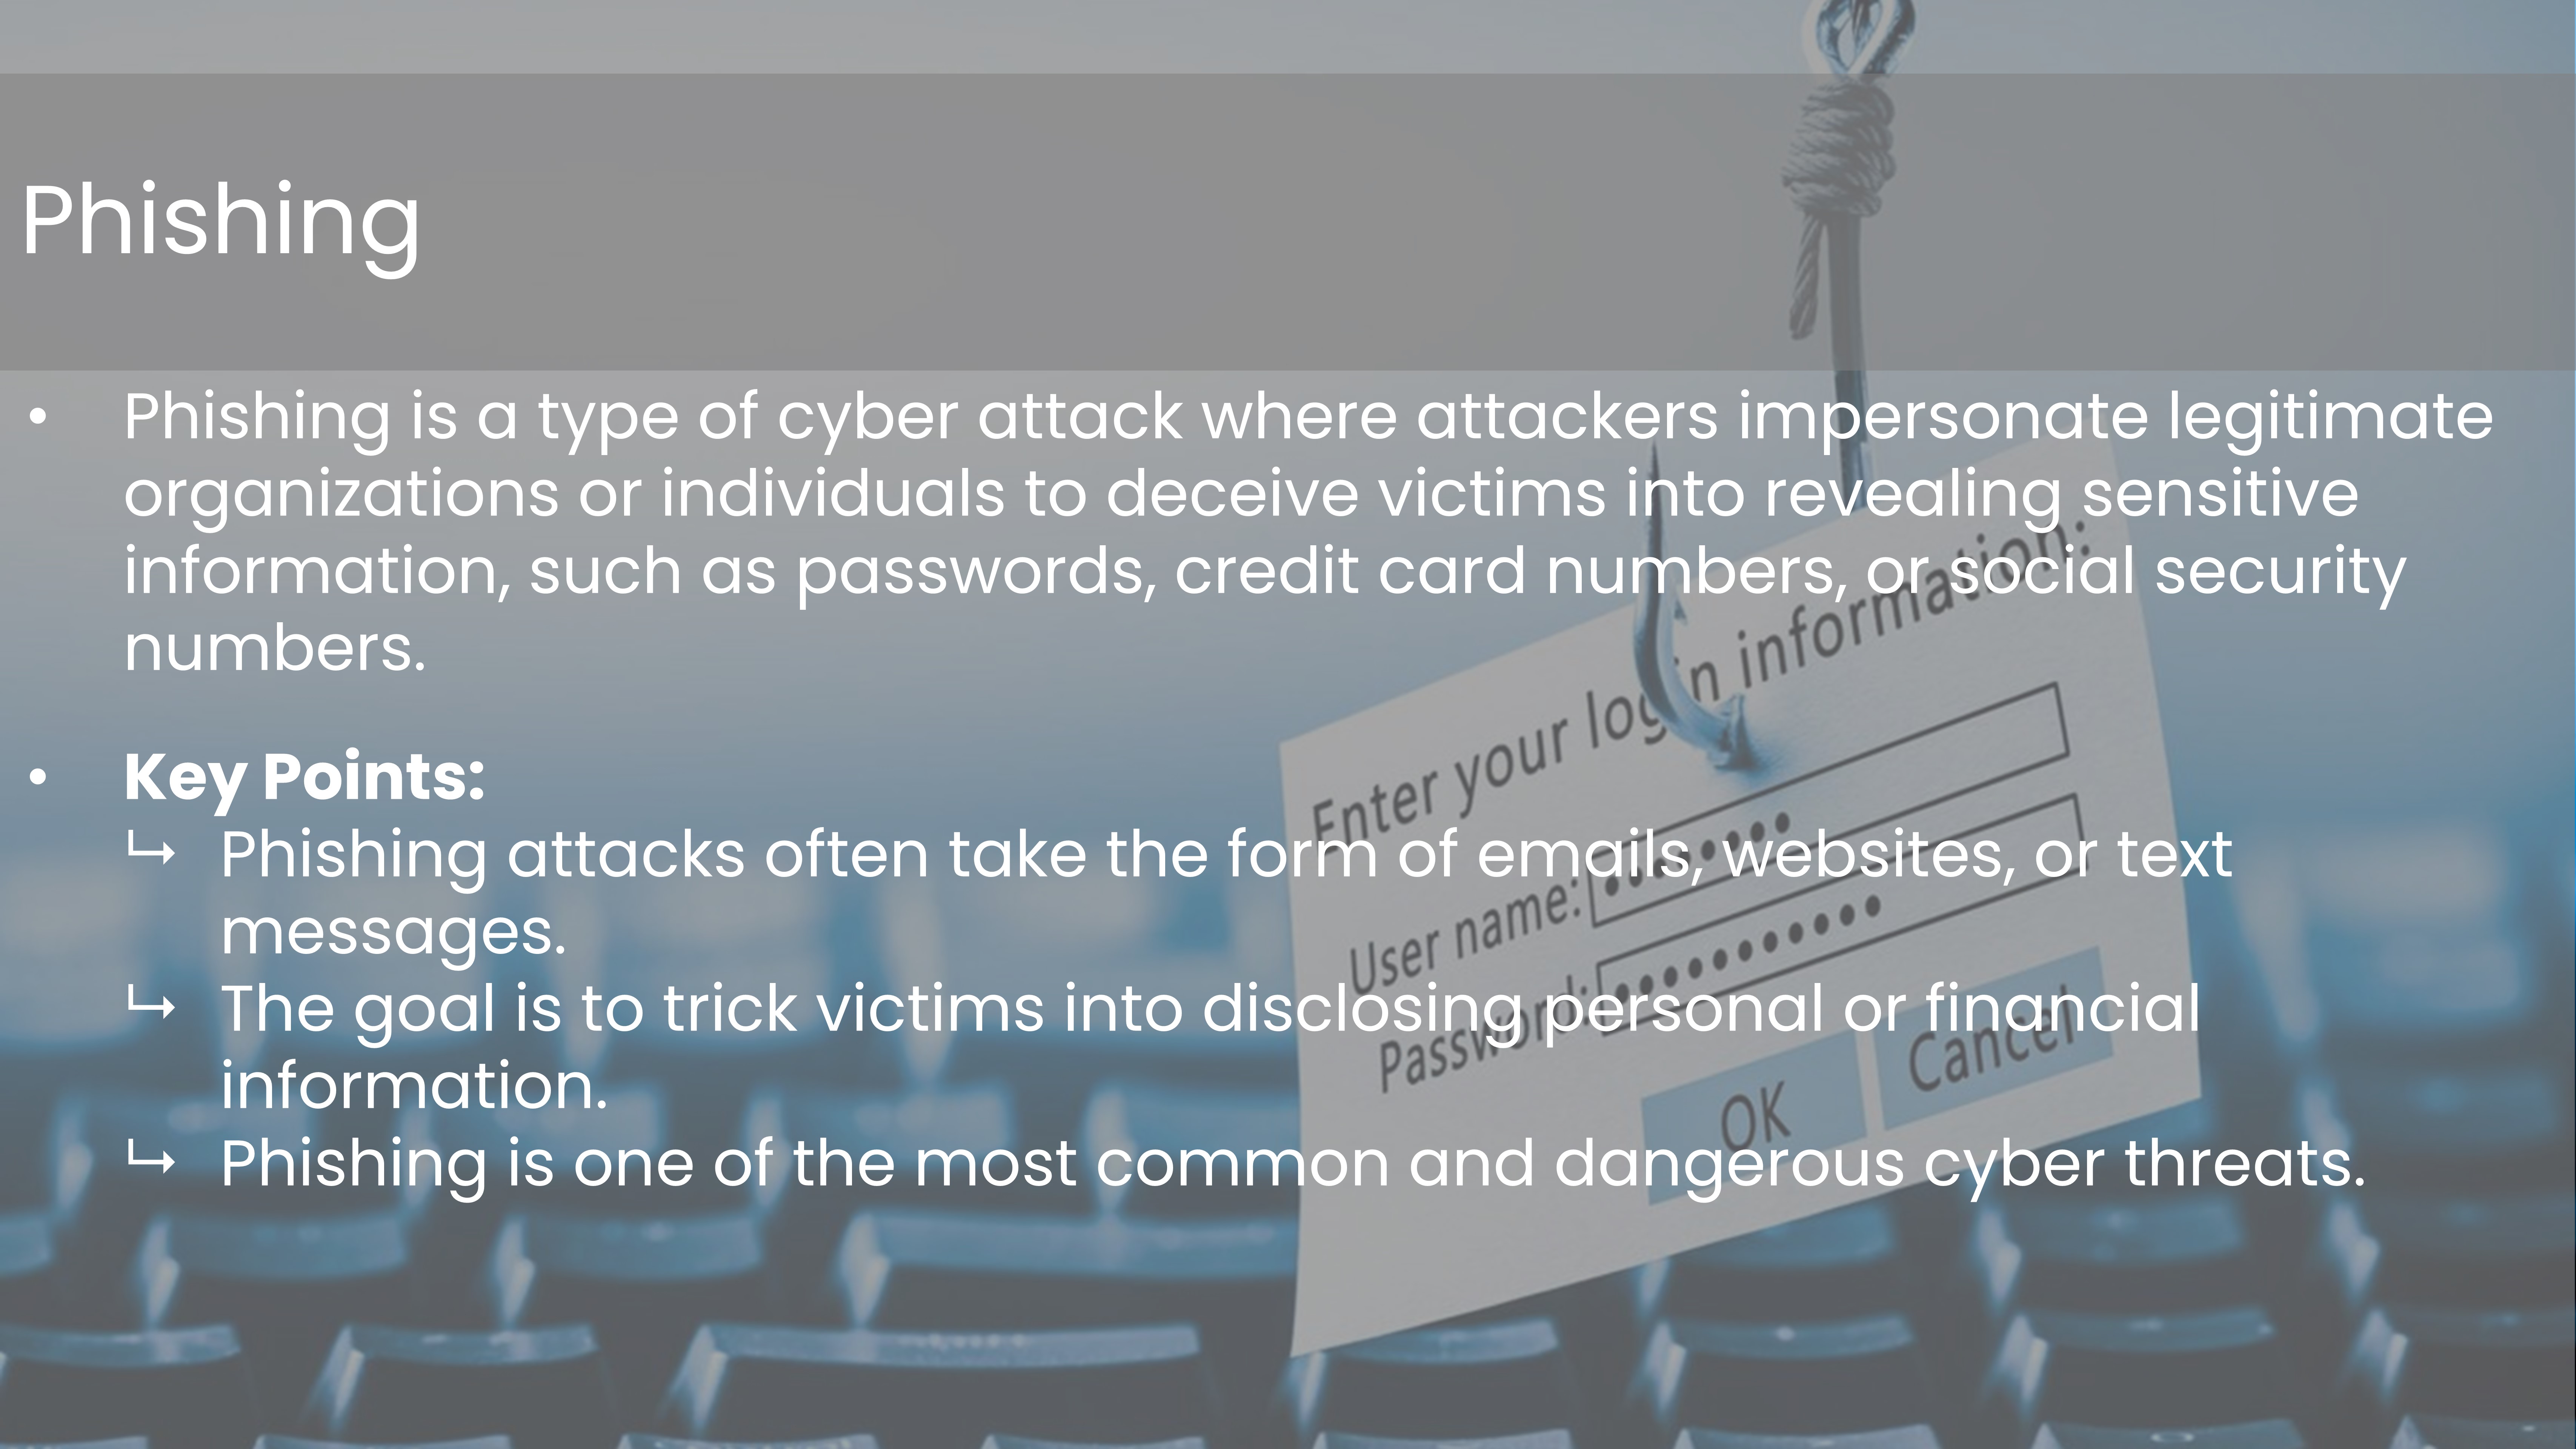 Phishing
• Phishing is a type of cyber attack where attackers impersonate legitimate
organizations or individuals to deceive victims into revealing sensitive
information, such as passwords, credit card numbers, or social security
numbers.
• Key Points:
↳ Phishing attacks often take the form of emails, websites, or text
messages.
↳ The goal is to trick victims into disclosing personal or financial
information.
↳ Phishing is one of the most common and dangerous cyber threats.
Enter your login information:
User name: ••••••••
Password: •••••••••••
OK Cancel